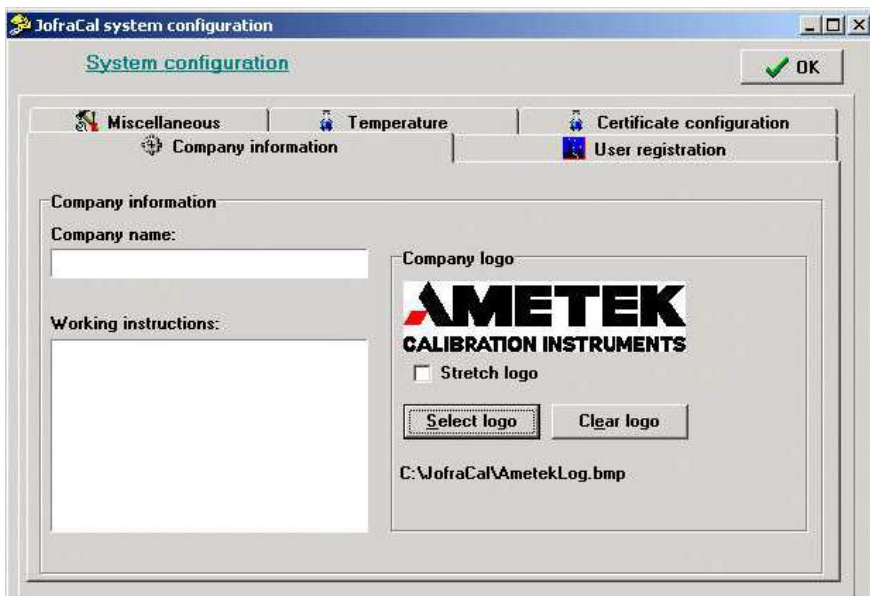 JofraCal system configuration
System configuration
OK
Miscellaneous
Temperature
Certificate configuration
Company information
User registration
Company information
Company name:
Working instructions:
Company logo
AMETEK
CALIBRATION INSTRUMENTS
Stretch logo
Select logo
Clear logo
C:\JofraCal\AmetekLog.bmp